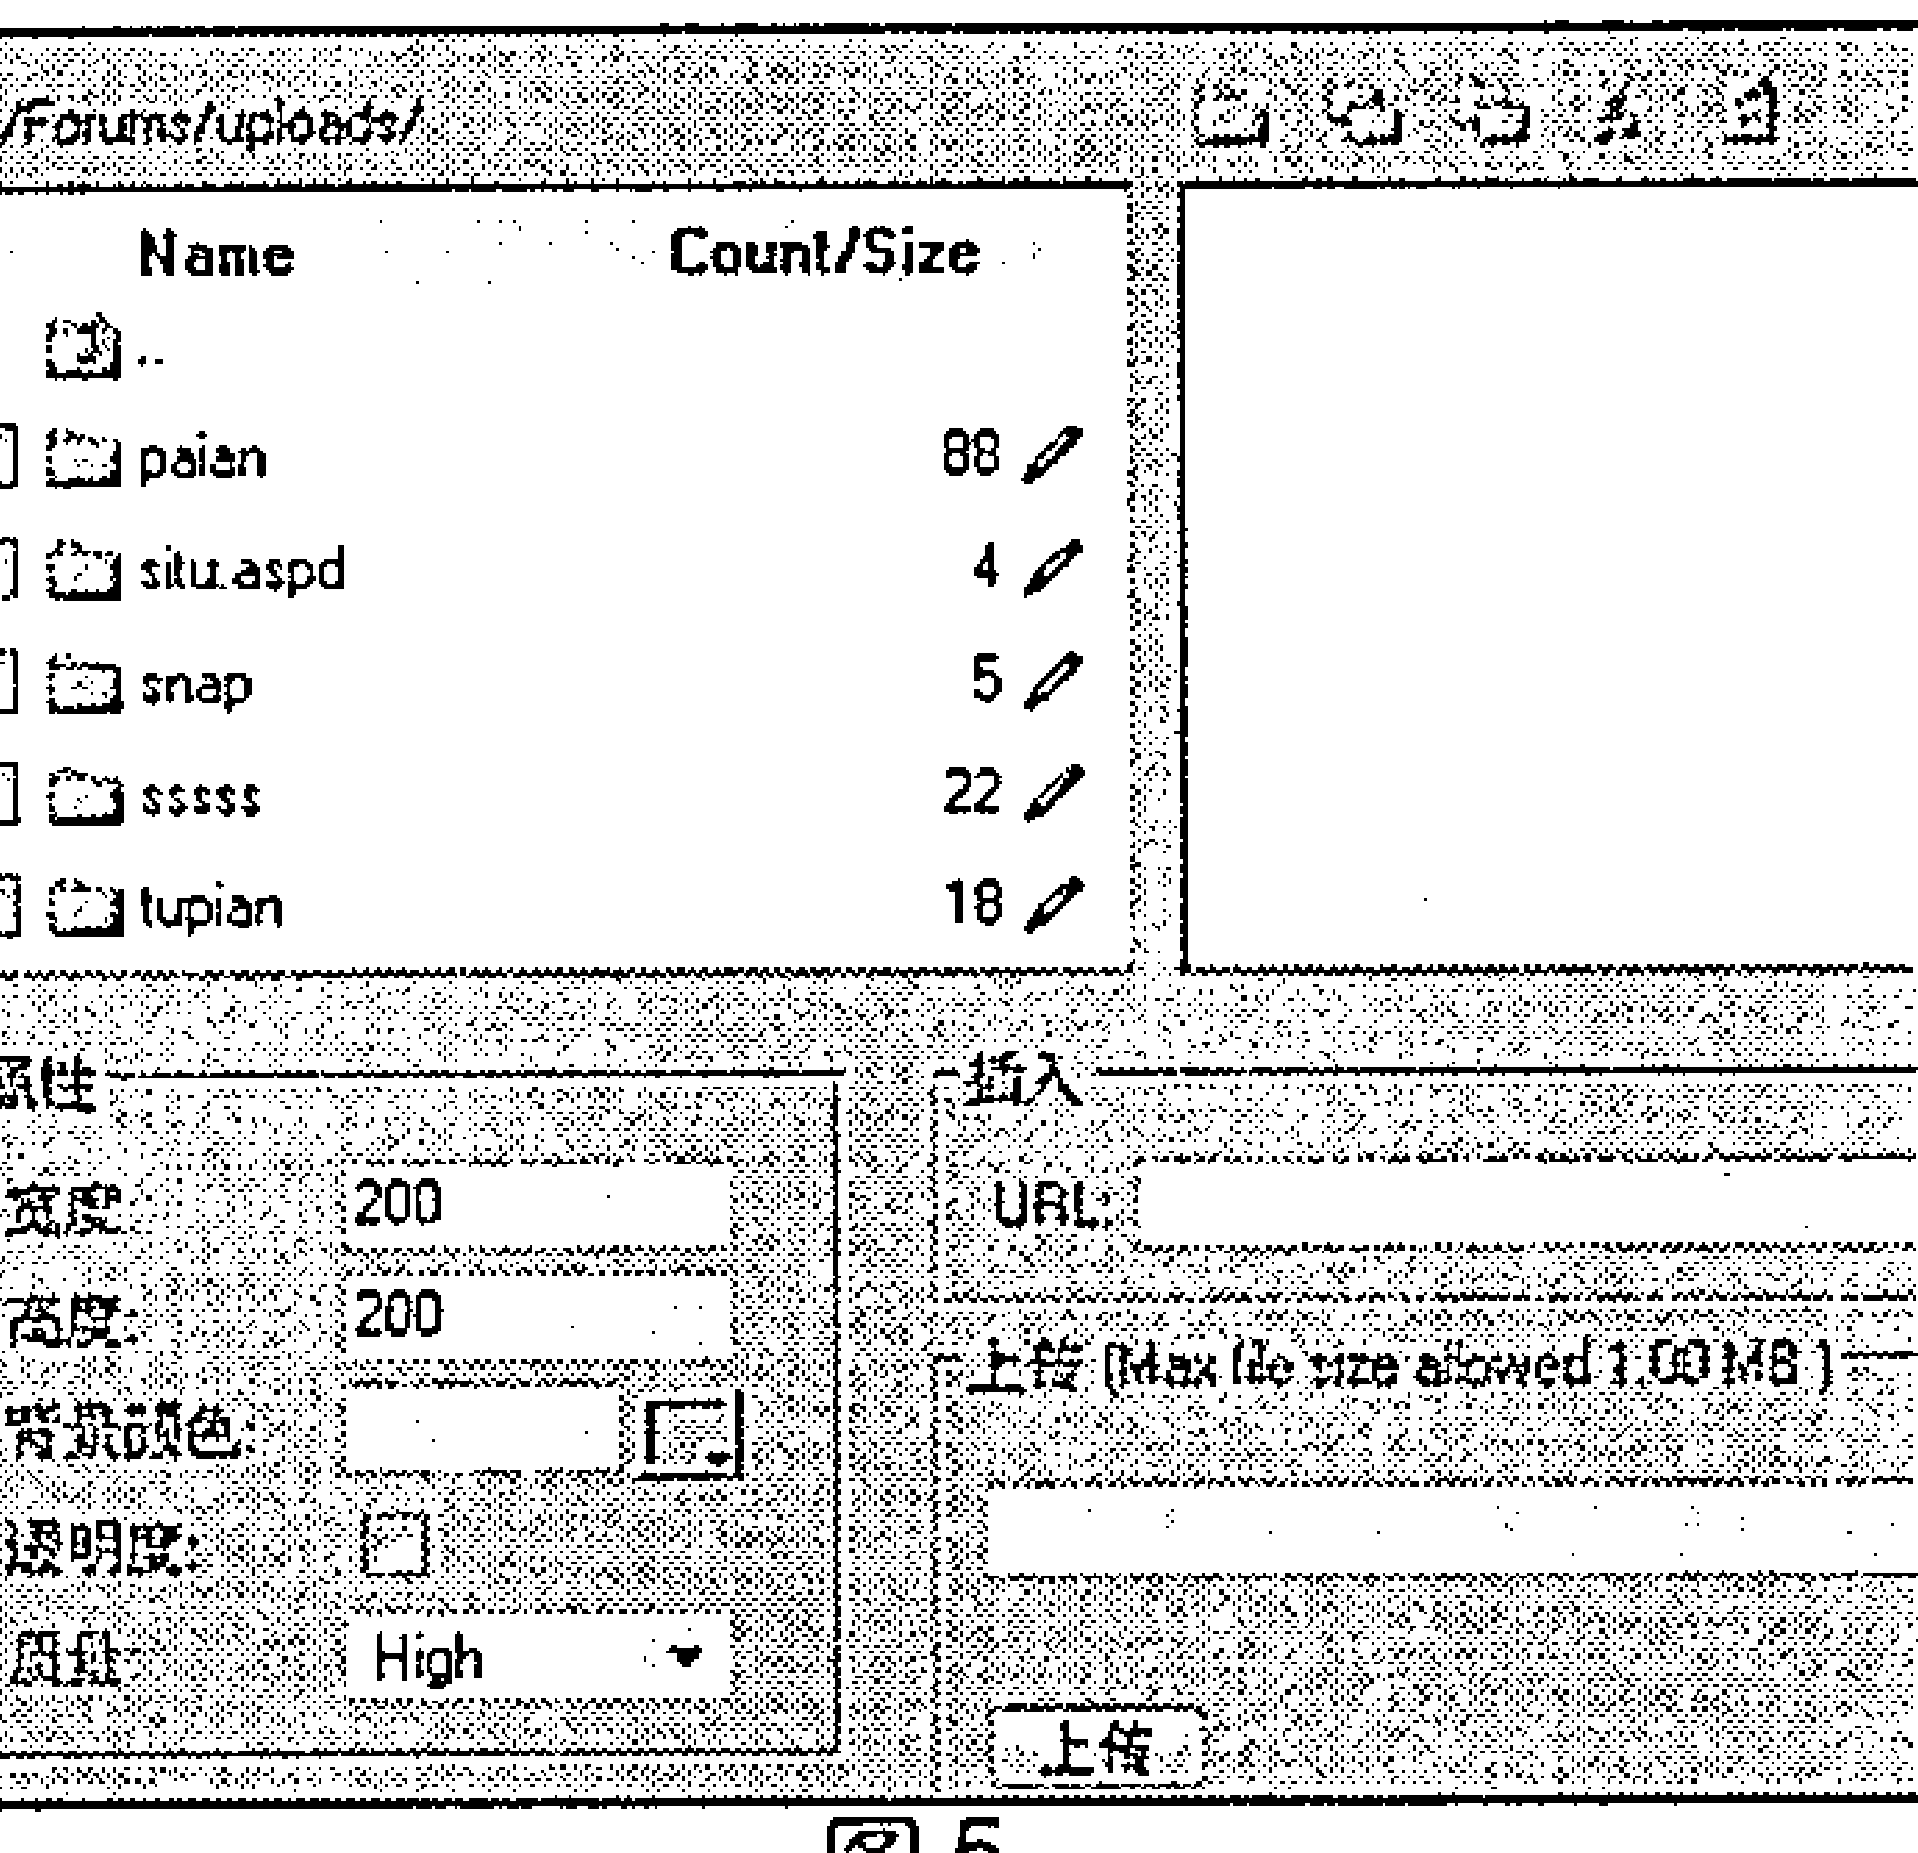 /Forums/uploads/
Name Count/Size
..
paian 88
situ.aspd 4
snap 5
sssss 22
tupian 18
属性
插入
宽度: 200
URL:
高度: 200
上传 (Max file size allowed 1.00 MB )
背景颜色:
透明度:
High
上传
图 5